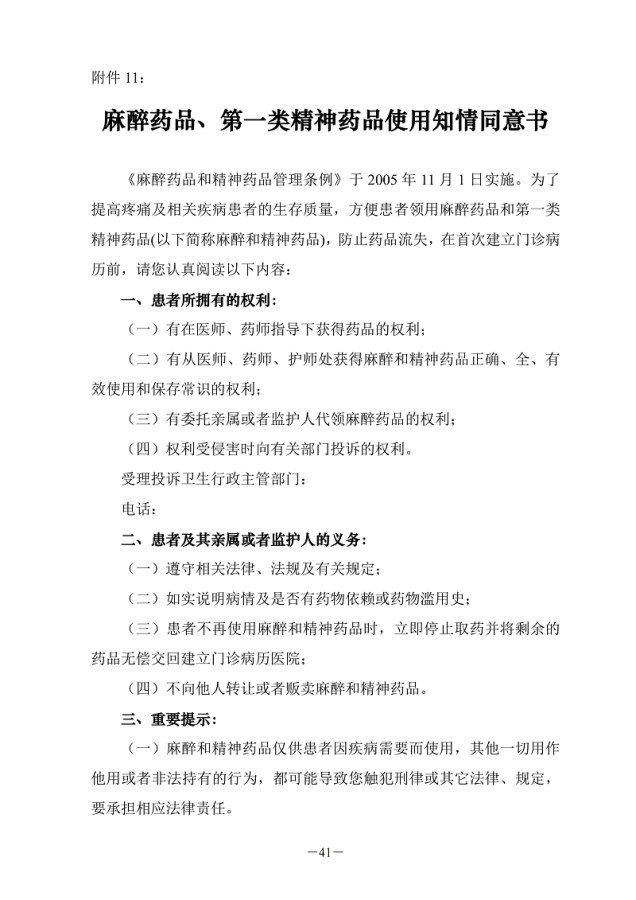 附件 11：
麻醉药品、第一类精神药品使用知情同意书
《麻醉药品和精神药品管理条例》于 2005 年 11 月 1 日实施。为了
提高疼痛及相关疾病患者的生存质量，方便患者领用麻醉药品和第一类
精神药品(以下简称麻醉和精神药品)，防止药品流失，在首次建立门诊病
历前，请您认真阅读以下内容：
一、患者所拥有的权利：
（一）有在医师、药师指导下获得药品的权利；
（二）有从医师、药师、护师处获得麻醉和精神药品正确、全、有
效使用和保存常识的权利；
（三）有委托亲属或者监护人代领麻醉药品的权利；
（四）权利受侵害时向有关部门投诉的权利。
受理投诉卫生行政主管部门：
电话：
二、患者及其亲属或者监护人的义务：
（一）遵守相关法律、法规及有关规定；
（二）如实说明病情及是否有药物依赖或药物滥用史；
（三）患者不再使用麻醉和精神药品时，立即停止取药并将剩余的
药品无偿交回建立门诊病历医院；
（四）不向他人转让或者贩卖麻醉和精神药品。
三、重要提示：
（一）麻醉和精神药品仅供患者因疾病需要而使用，其他一切用作
他用或者非法持有的行为，都可能导致您触犯刑律或其它法律、规定，
要承担相应法律责任。
－41－